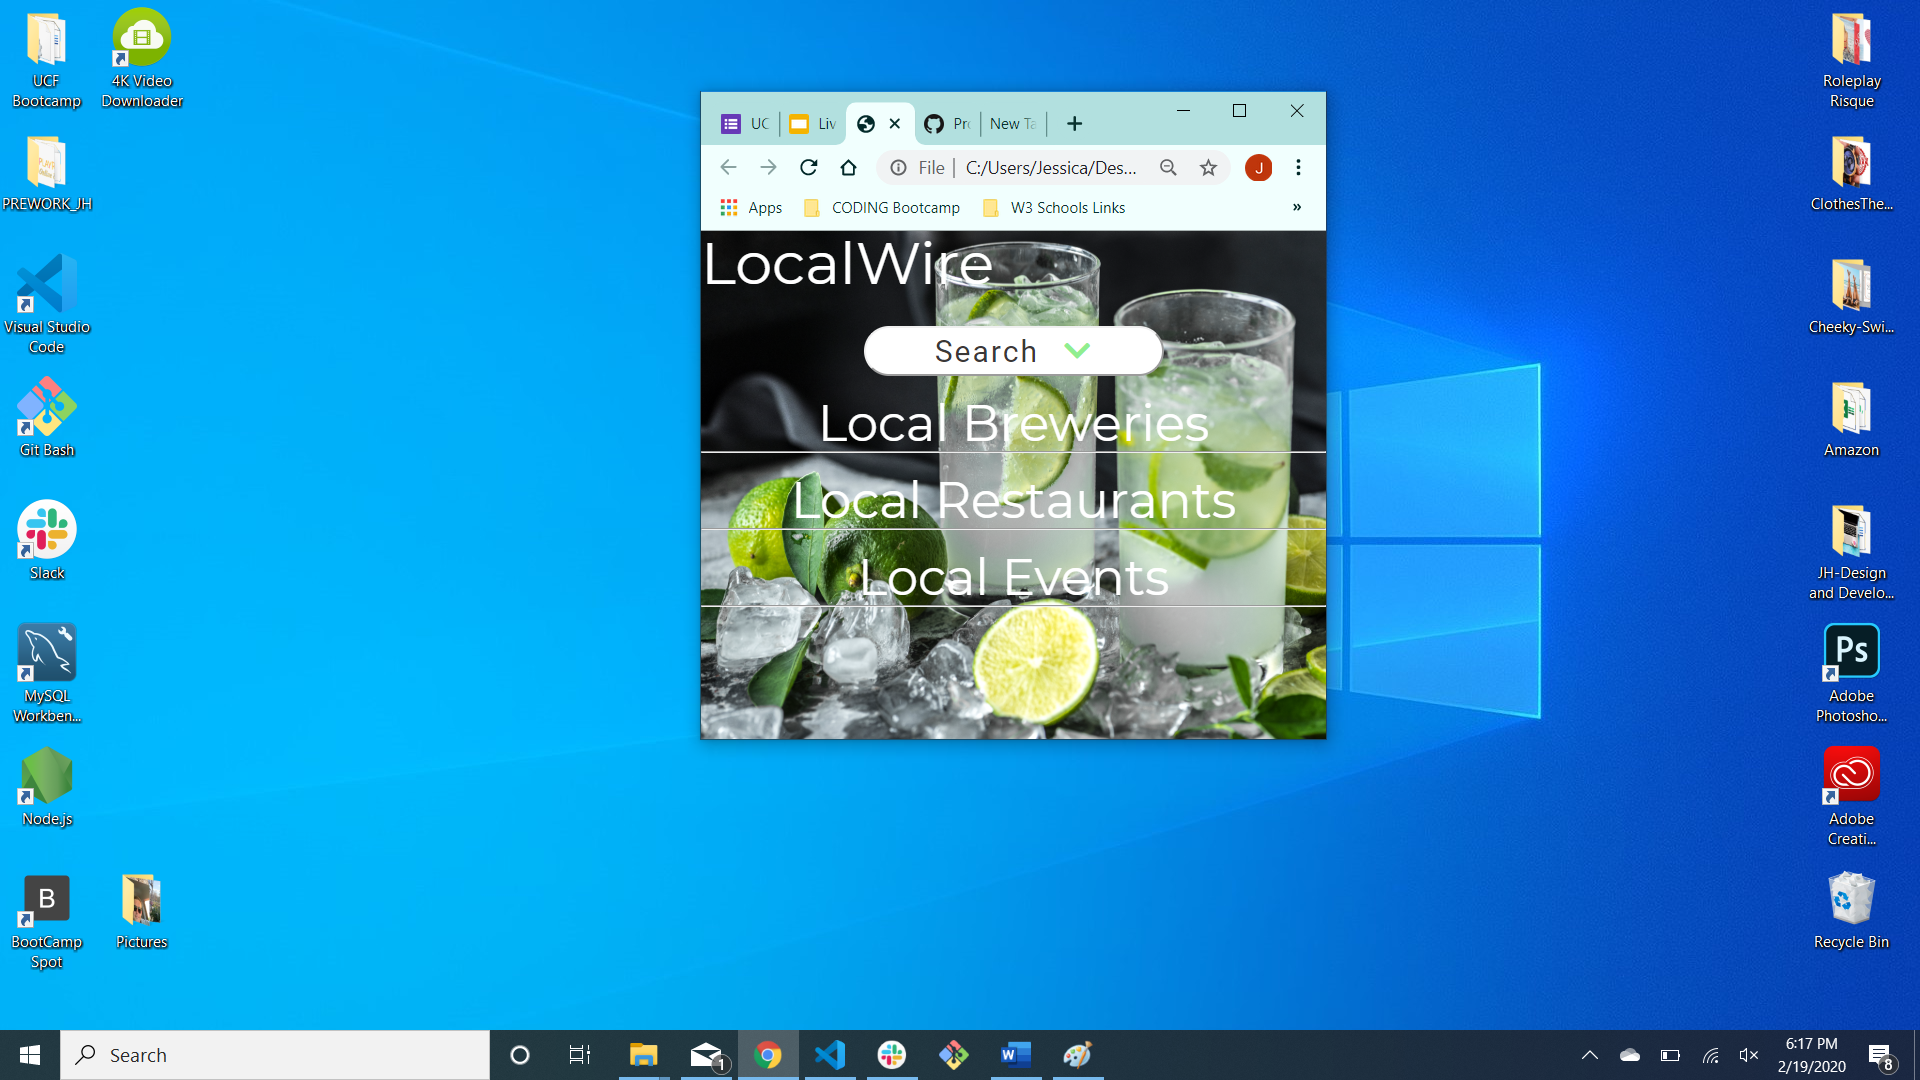 UCF
Bootcamp
4K Video
Downloader
PREWORK_JH
Visual Studio
Code
Git Bash
Slack
MySQL
Workben...
Node.js
B
BootCamp
Spot
Pictures
UC
Liv
Pro
New Ta
File
C:/Users/Jessica/Des...
J
Apps
CODING Bootcamp
W3 Schools Links
»
LocalWire
Search
Local Breweries
Local Restaurants
Local Events
Roleplay
Risque
ClothesThe...
Cheeky-Swi...
Amazon
JH-Design
and Develo...
Ps
Adobe
Photosho...
Adobe
Creati...
Recycle Bin
Search
1
W
6:17 PM
2/19/2020
8